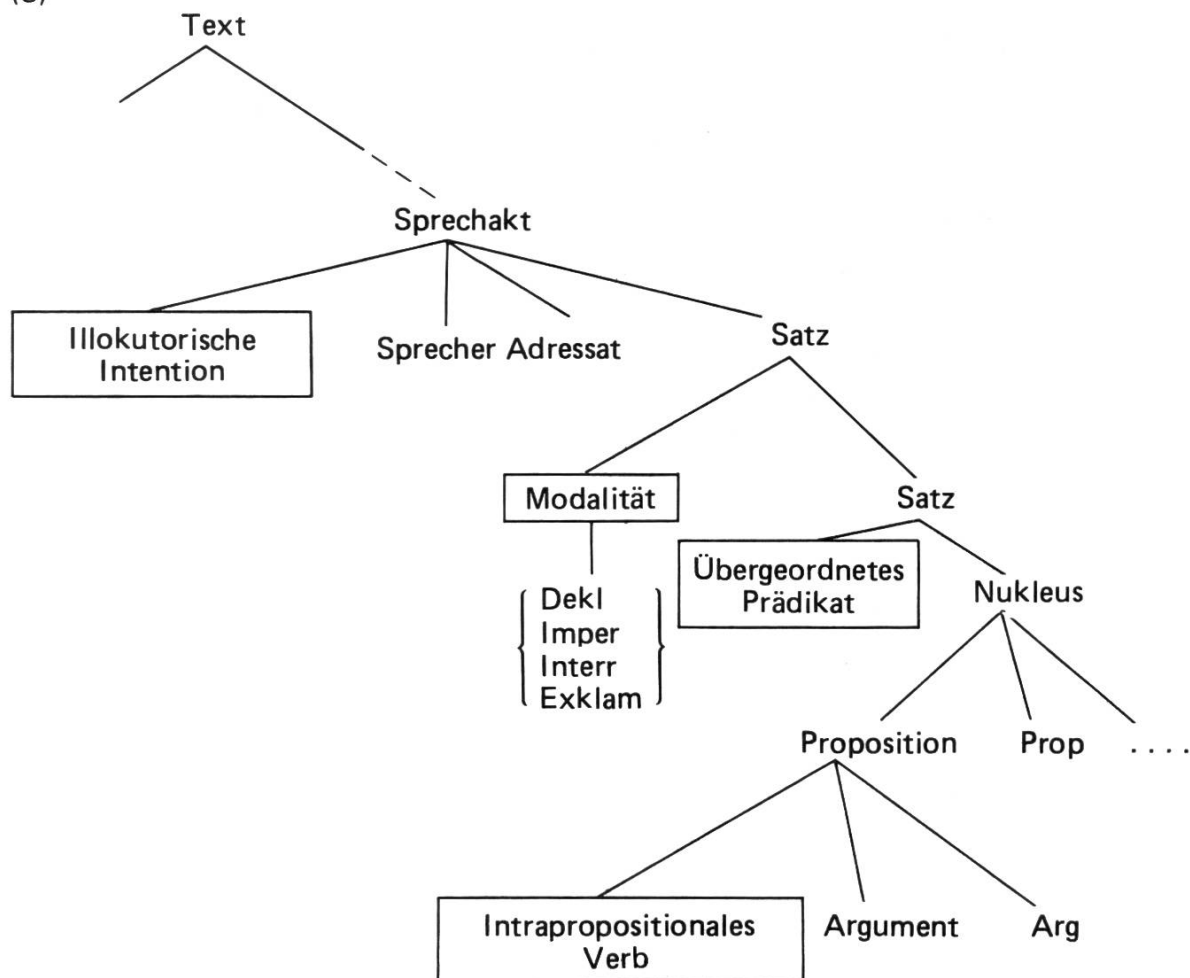 Text
Sprechakt
Illokutorische
Intention
Sprecher Adressat
Satz
Modalität
Satz
Dekl
Imper
Interr
Exklam
Übergeordnetes
Prädikat
Nukleus
Proposition Prop ....
Intrapropositionales
Verb
Argument Arg